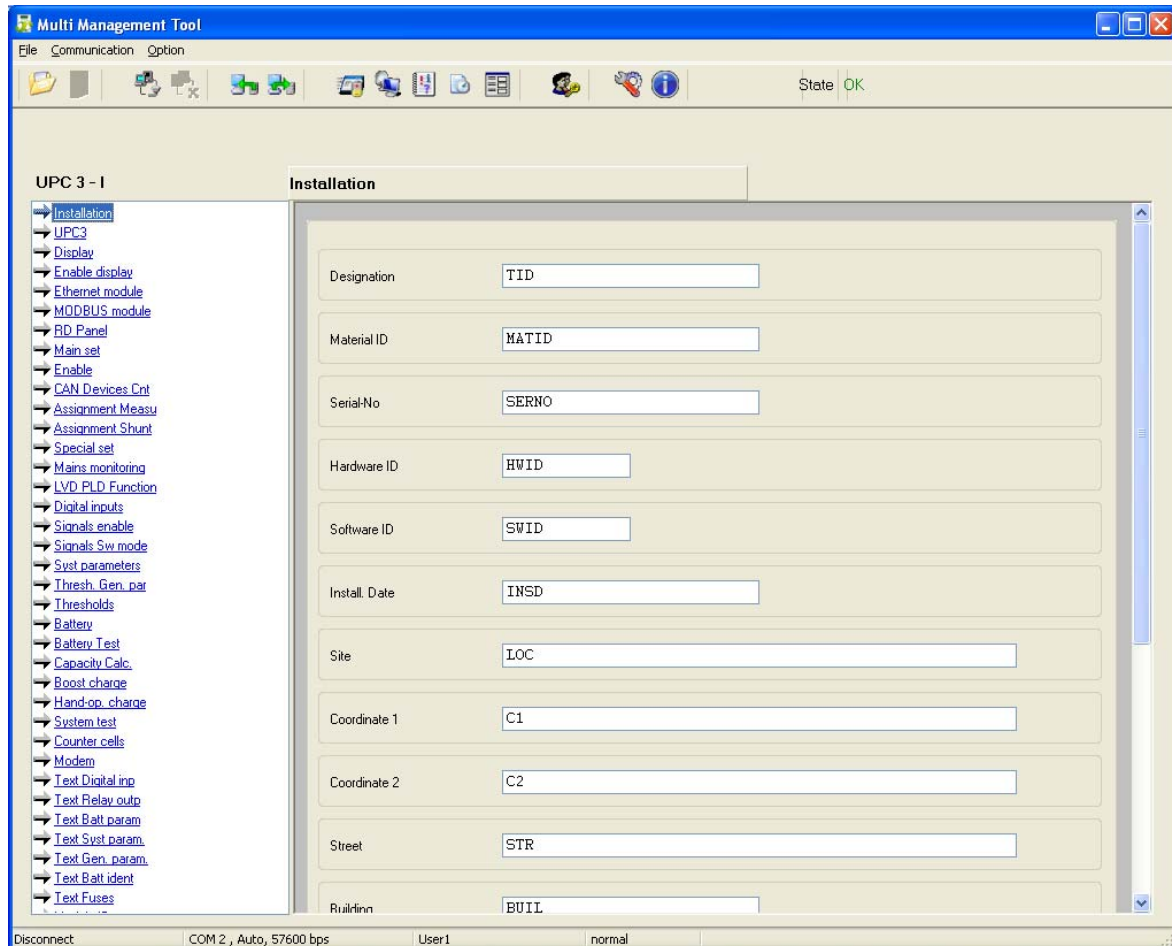 Multi Management Tool
File Communication Option
State OK
UPC 3 - I
Installation
Installation
UPC3
Display
Enable display
Ethernet module
MODBUS module
RD Panel
Main set
Enable
CAN Devices Cnt
Assignment Measu
Assignment Shunt
Special set
Mains monitoring
LVD PLD Function
Digital inputs
Signals enable
Signals Sw mode
Syst parameters
Thresh. Gen. par
Thresholds
Battery
Battery Test
Capacity Calc.
Boost charge
Hand-op. charge
System test
Counter cells
Modem
Text Digital inp
Text Relay outp
Text Batt param
Text Syst param.
Text Gen. param.
Text Batt ident
Text Fuses
Designation TID
Material ID MATID
Serial-No SERNO
Hardware ID HWID
Software ID SWID
Install. Date INSD
Site LOC
Coordinate 1 C1
Coordinate 2 C2
Street STR
Building BUIL
Disconnect COM 2 , Auto, 57600 bps User1 normal